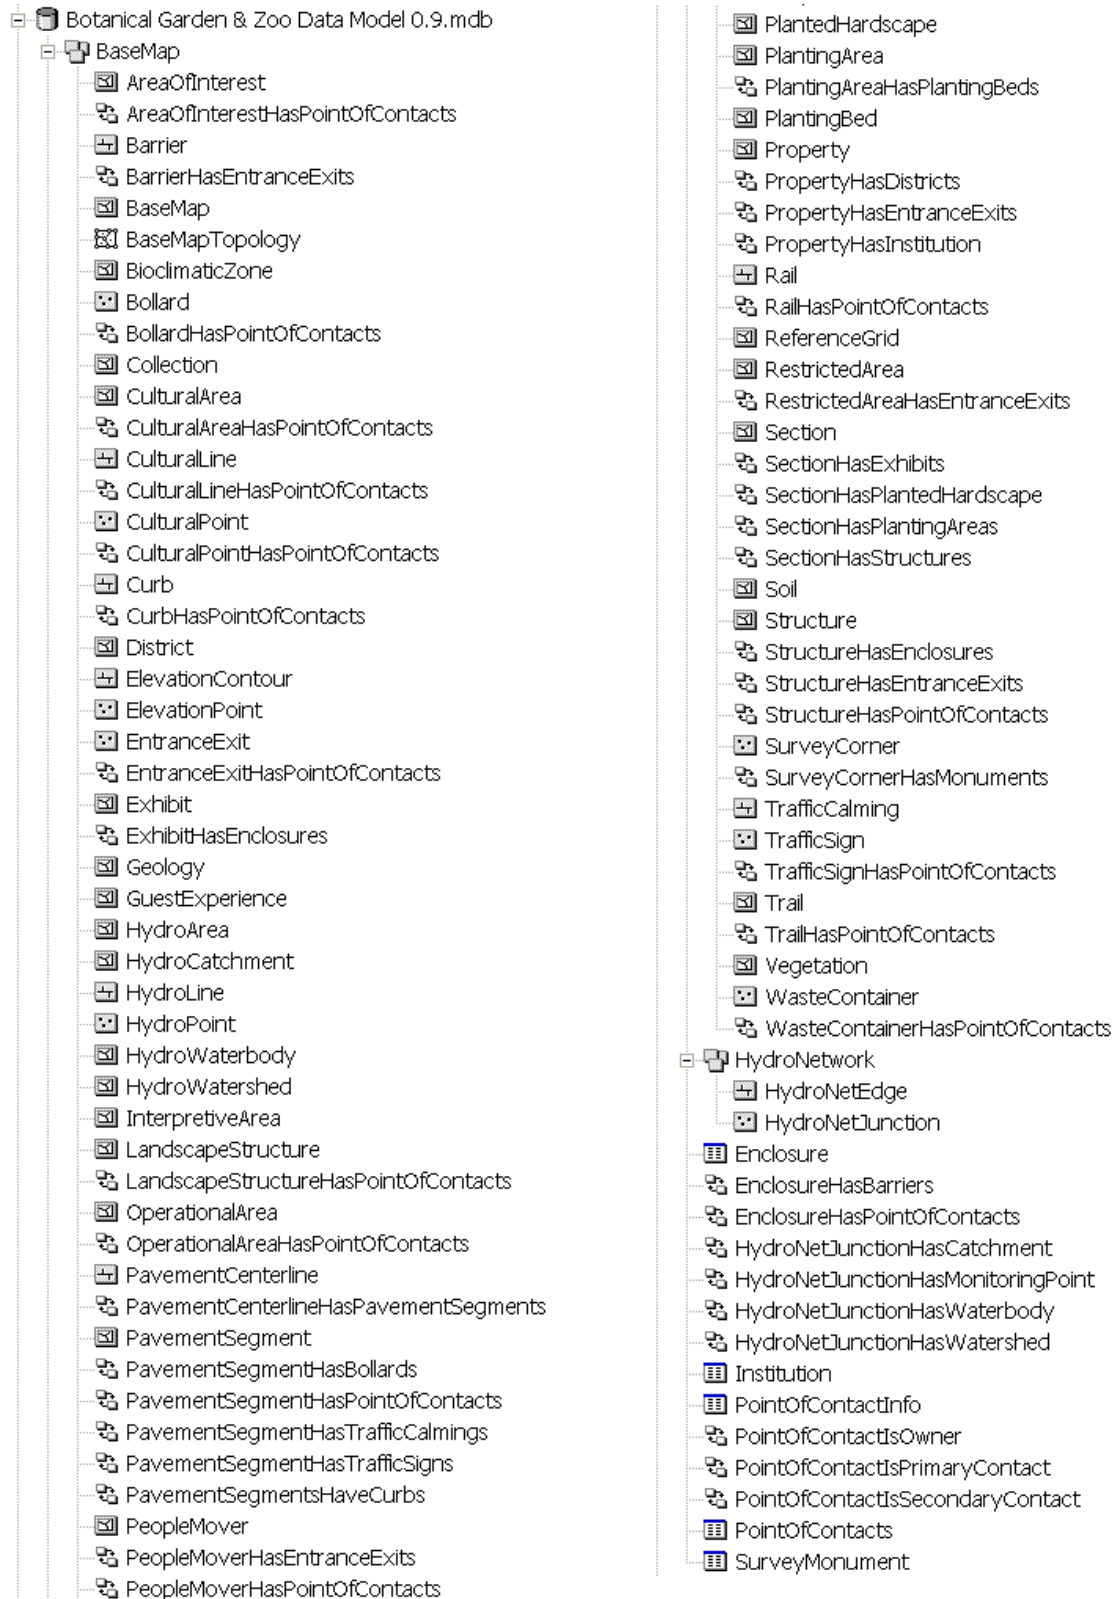 Botanical Garden & Zoo Data Model 0.9.mdb
BaseMap
AreaOfInterest
AreaOfInterestHasPointOfContacts
Barrier
BarrierHasEntranceExits
BaseMap
BaseMapTopology
BioclimaticZone
Bollard
BollardHasPointOfContacts
Collection
CulturalArea
CulturalAreaHasPointOfContacts
CulturalLine
CulturalLineHasPointOfContacts
CulturalPoint
CulturalPointHasPointOfContacts
Curb
CurbHasPointOfContacts
District
ElevationContour
ElevationPoint
EntranceExit
EntranceExitHasPointOfContacts
Exhibit
ExhibitHasEnclosures
Geology
GuestExperience
HydroArea
HydroCatchment
HydroLine
HydroPoint
HydroWaterbody
HydroWatershed
InterpretiveArea
LandscapeStructure
LandscapeStructureHasPointOfContacts
OperationalArea
OperationalAreaHasPointOfContacts
PavementCenterline
PavementCenterlineHasPavementSegments
PavementSegment
PavementSegmentHasBollards
PavementSegmentHasPointOfContacts
PavementSegmentHasTrafficCalmings
PavementSegmentHasTrafficSigns
PavementSegmentsHaveCurbs
PeopleMover
PeopleMoverHasEntranceExits
PeopleMoverHasPointOfContacts
PlantedHardscape
PlantingArea
PlantingAreaHasPlantingBeds
PlantingBed
Property
PropertyHasDistricts
PropertyHasEntranceExits
PropertyHasInstitution
Rail
RailHasPointOfContacts
ReferenceGrid
RestrictedArea
RestrictedAreaHasEntranceExits
Section
SectionHasExhibits
SectionHasPlantedHardscape
SectionHasPlantingAreas
SectionHasStructures
Soil
Structure
StructureHasEnclosures
StructureHasEntranceExits
StructureHasPointOfContacts
SurveyCorner
SurveyCornerHasMonuments
TrafficCalming
TrafficSign
TrafficSignHasPointOfContacts
Trail
TrailHasPointOfContacts
Vegetation
WasteContainer
WasteContainerHasPointOfContacts
HydroNetwork
HydroNetEdge
HydroNetJunction
Enclosure
EnclosureHasBarriers
EnclosureHasPointOfContacts
HydroNetJunctionHasCatchment
HydroNetJunctionHasMonitoringPoint
HydroNetJunctionHasWaterbody
HydroNetJunctionHasWatershed
Institution
PointOfContactInfo
PointOfContactIsOwner
PointOfContactIsPrimaryContact
PointOfContactIsSecondaryContact
PointOfContacts
SurveyMonument